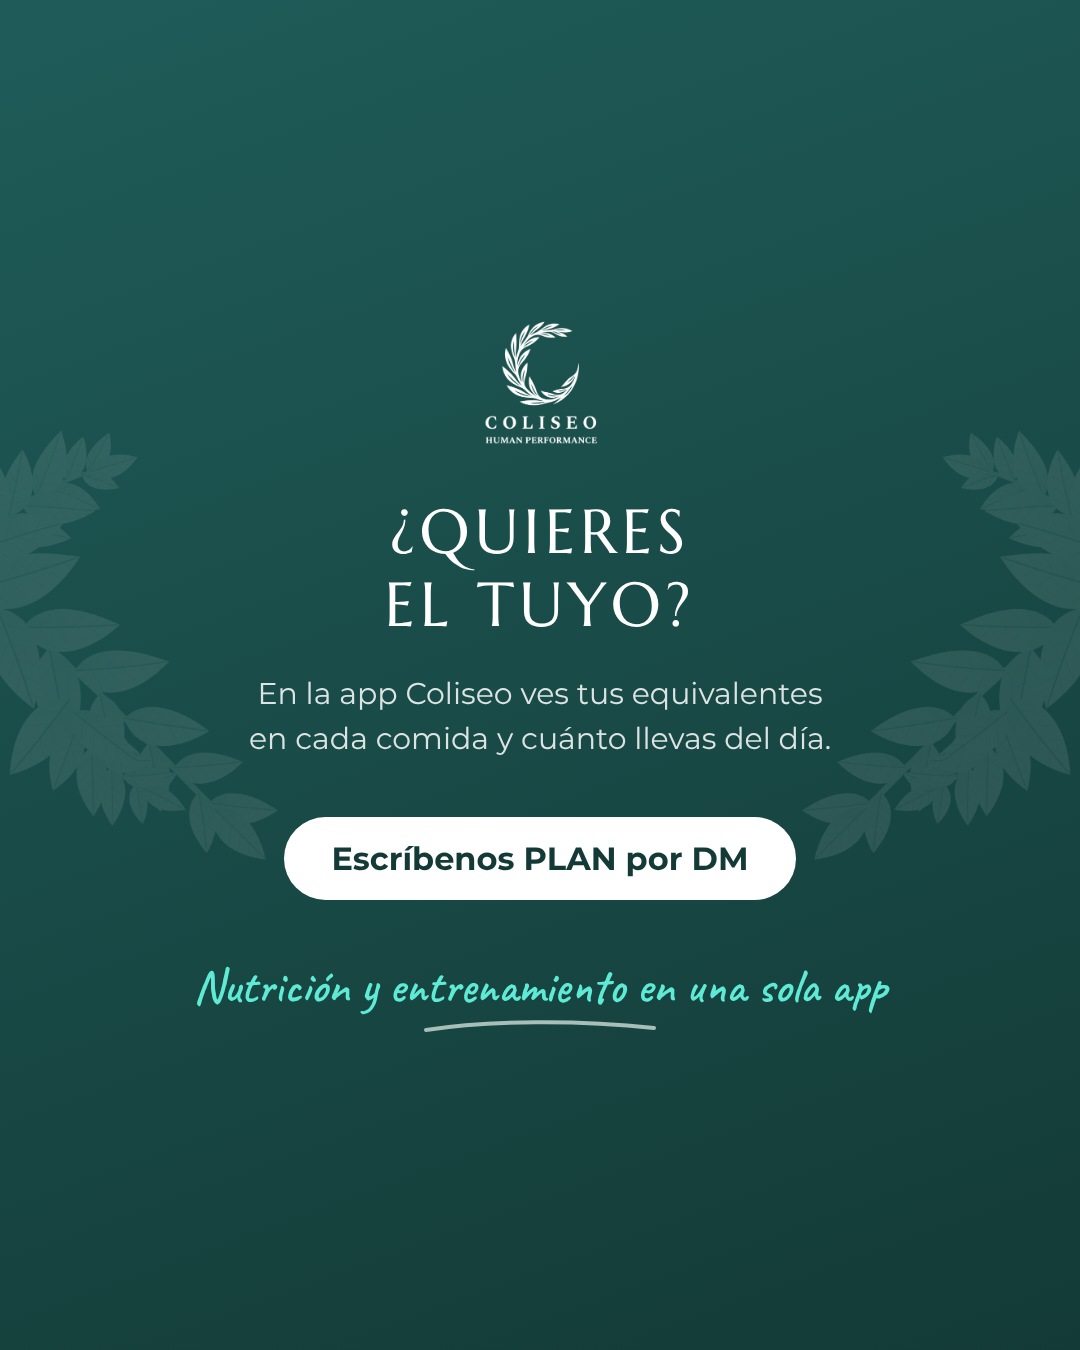 COLISEO
HUMAN PERFORMANCE
¿QUIERES
EL TUYO?
En la app Coliseo ves tus equivalentes
en cada comida y cuánto llevas del día.
Escríbenos PLAN por DM
Nutrición y entrenamiento en una sola app